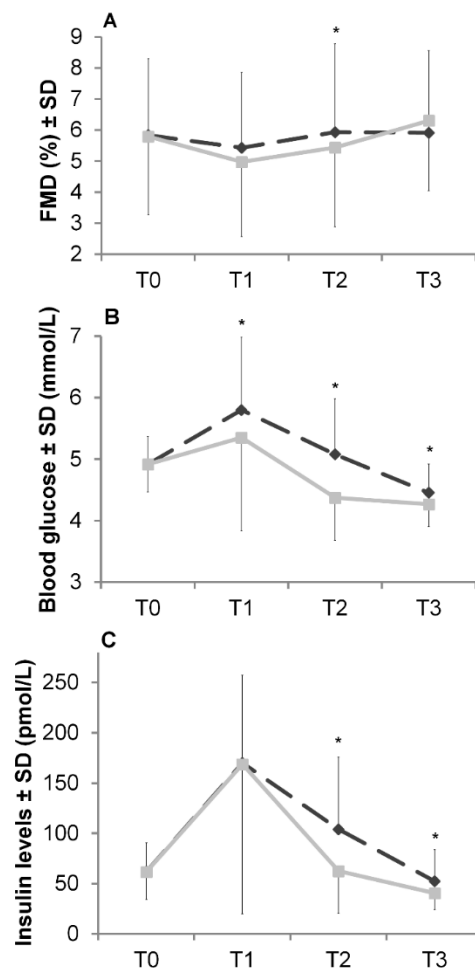 A
FMD (%) ± SD
9
8
7
6
5
4
3
2
*
T0 T1 T2 T3
B
Blood glucose ± SD (mmol/L)
7
6
5
4
3
* * *
T0 T1 T2 T3
C
Insulin levels ± SD (pmol/L)
250
200
150
100
50
0
* *
T0 T1 T2 T3